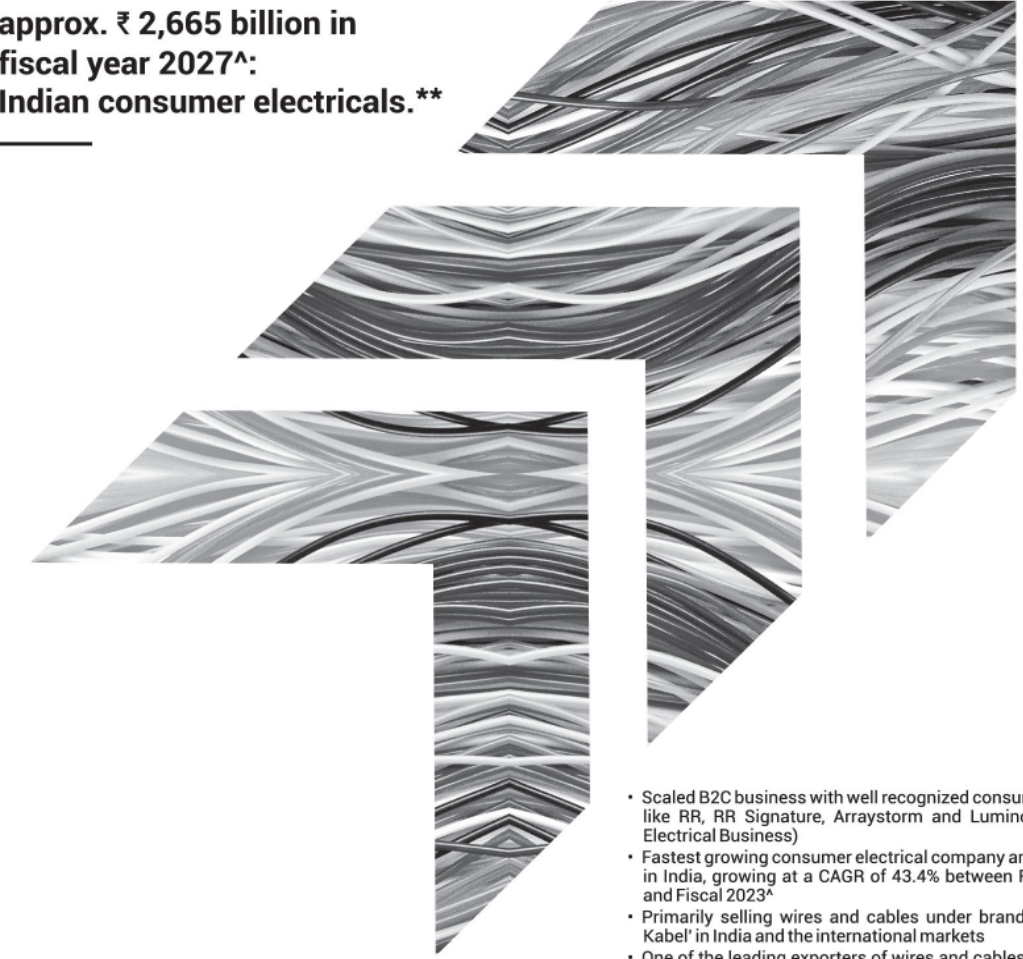 approx. ₹ 2,665 billion in
fiscal year 2027^:
Indian consumer electricals.**
• Scaled B2C business with well recognized
like RR, RR Signature, Arraystorm and
Electrical Business)
• Fastest growing consumer electrical company
in India, growing at a CAGR of 43.4% between
and Fiscal 2023^
• Primarily selling wires and cables under
Kabel' in India and the international markets
• One of the leading exporters of wires and cables